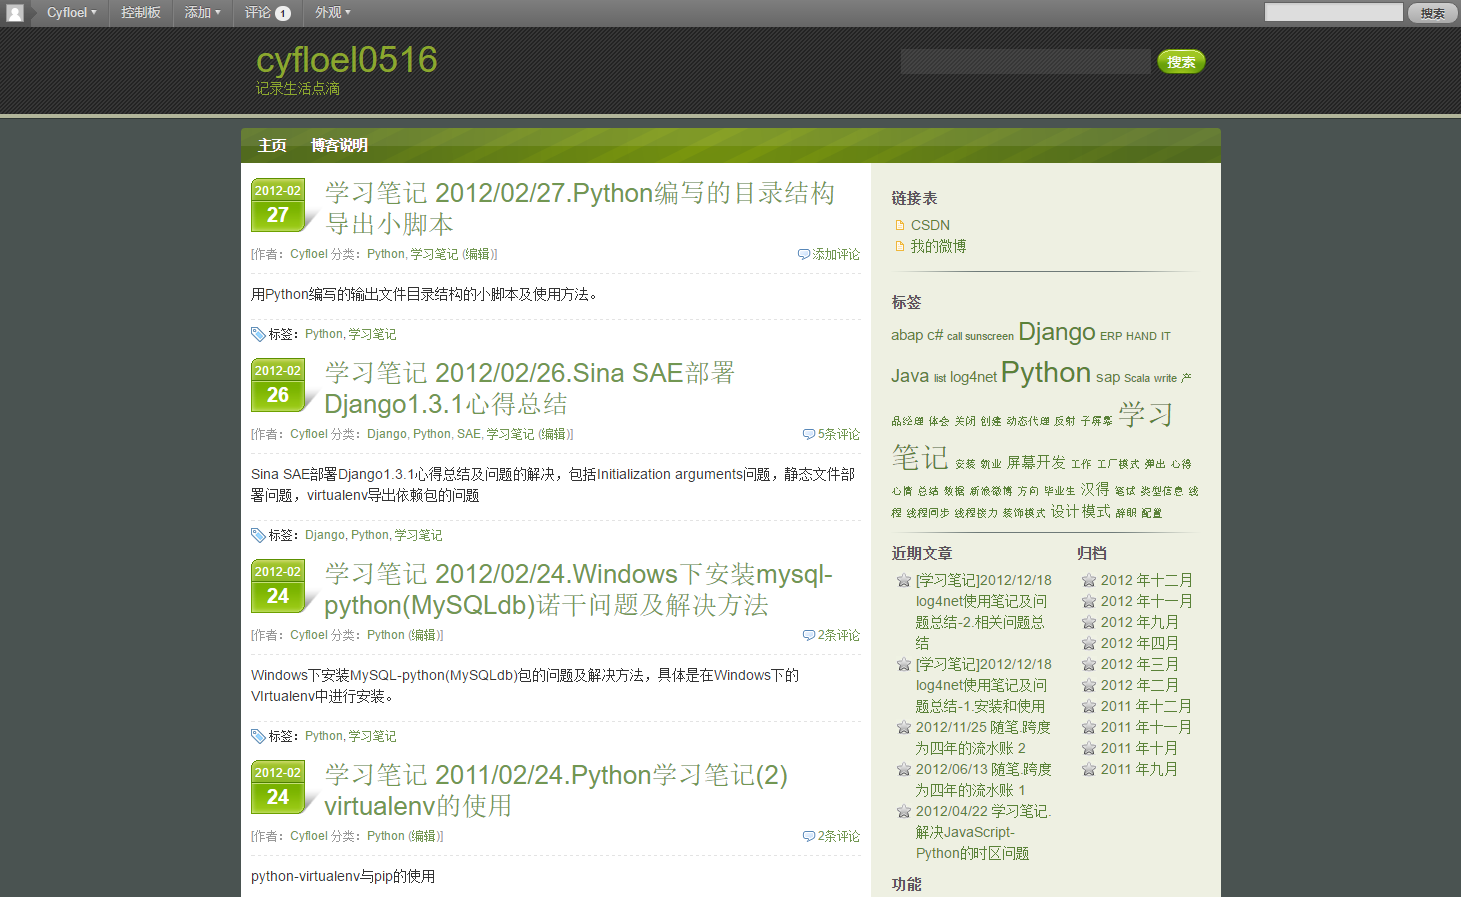 Cyfloel 控制板 添加 评论 1 外观 搜索
cyfloel0516
记录生活点滴
搜索
主页 博客说明
2012-02
27
学习笔记 2012/02/27.Python编写的目录结构
导出小脚本
[作者：Cyfloel 分类：Python, 学习笔记 (编辑)] 添加评论
用Python编写的输出文件目录结构的小脚本及使用方法。
标签：Python, 学习笔记
2012-02
26
学习笔记 2012/02/26.Sina SAE部署
Django1.3.1心得总结
[作者：Cyfloel 分类：Django, Python, SAE, 学习笔记 (编辑)] 5条评论
Sina SAE部署Django1.3.1心得总结及问题的解决，包括Initialization arguments问题，静态文件部
署问题，virtualenv导出依赖包的问题
标签：Django, Python, 学习笔记
2012-02
24
学习笔记 2012/02/24.Windows下安装mysql-
python(MySQLdb)诺干问题及解决方法
[作者：Cyfloel 分类：Python (编辑)] 2条评论
Windows下安装MySQL-python(MySQLdb)包的问题及解决方法，具体是在Windows下的
VIrtualenv中进行安装。
标签：Python, 学习笔记
2012-02
24
学习笔记 2011/02/24.Python学习笔记(2)
virtualenv的使用
[作者：Cyfloel 分类：Python (编辑)] 2条评论
python-virtualenv与pip的使用
链接表
CSDN
我的微博
标签
abap c# call sunscreen Django ERP HAND IT
Java list log4net Python sap Scala write 产
品经理 体会 关闭 创建 动态代理 反射 子屏幕 学习
笔记 安装 就业 屏幕开发 工作 工厂模式 弹出 心得
心情 总结 数据 新浪微博 方向 毕业生 汉得 笔试 类型信息 线
程 线程同步 线程接力 装饰模式 设计模式 辞职 配置
近期文章
[学习笔记]2012/12/18
log4net使用笔记及问
题总结-2.相关问题总
结
[学习笔记]2012/12/18
log4net使用笔记及问
题总结-1.安装和使用
2012/11/25 随笔.跨度
为四年的流水账 2
2012/06/13 随笔.跨度
为四年的流水账 1
2012/04/22 学习笔记.
解决JavaScript-
Python的时区问题
归档
2012 年十二月
2012 年十一月
2012 年九月
2012 年四月
2012 年三月
2012 年二月
2011 年十二月
2011 年十一月
2011 年十月
2011 年九月
功能